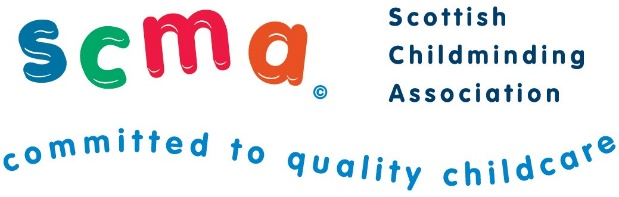 scma©
Scottish
Childminding
Association
committed to quality childcare